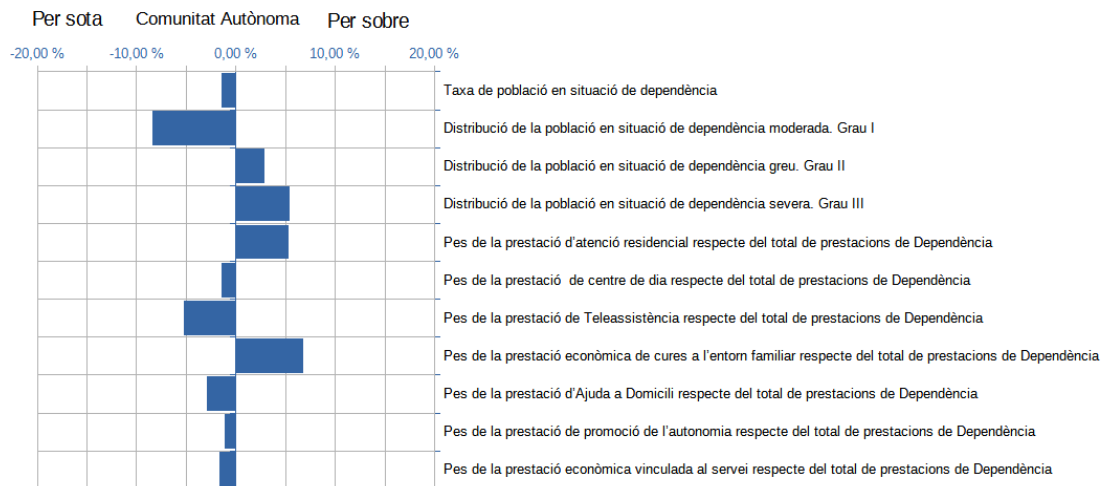 Per sota Comunitat Autònoma Per sobre
-20,00 % -10,00 % 0,00 % 10,00 % 20,00 %
Taxa de població en situació de dependència
Distribució de la població en situació de dependència moderada. Grau I
Distribució de la població en situació de dependència greu. Grau II
Distribució de la població en situació de dependència severa. Grau III
Pes de la prestació d’atenció residencial respecte del total de prestacions de Dependència
Pes de la prestació  de centre de dia respecte del total de prestacions de Dependència
Pes de la prestació de Teleassistència respecte del total de prestacions de Dependència
Pes de la prestació econòmica de cures a l’entorn familiar respecte del total de prestacions de Dependència
Pes de la prestació d’Ajuda a Domicili respecte del total de prestacions de Dependència
Pes de la prestació de promoció de l’autonomia respecte del total de prestacions de Dependència
Pes de la prestació econòmica vinculada al servei respecte del total de prestacions de Dependència